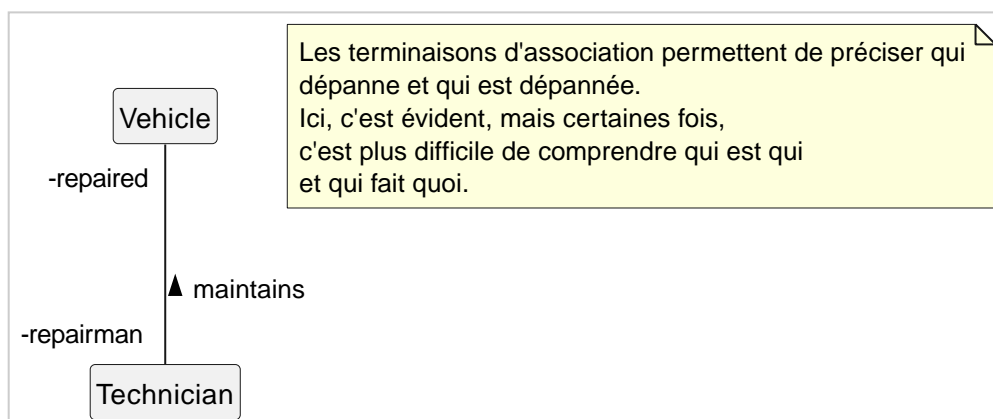 Les terminaisons d'association permettent de préciser qui
dépanne et qui est dépannée.
Ici, c'est évident, mais certaines fois,
c'est plus difficile de comprendre qui est qui
et qui fait quoi.
Vehicle
-repaired
maintains
-repairman
Technician